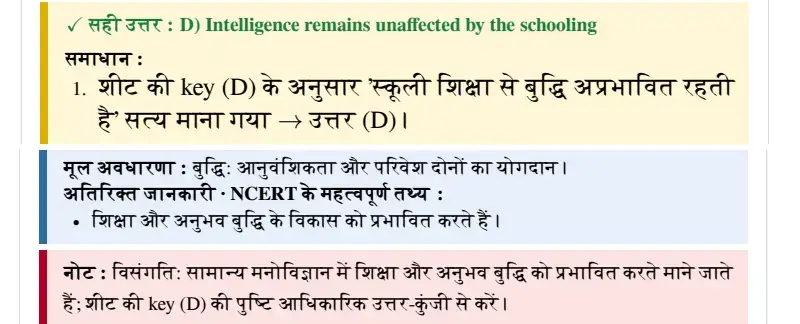 ✓ सही उत्तर : D) Intelligence remains unaffected by the schooling
समाधान :
1. शीट की key (D) के अनुसार 'स्कूली शिक्षा से बुद्धि अप्रभावित रहती
है' सत्य माना गया → उत्तर (D)।
मूल अवधारणा : बुद्धि: आनुवंशिकता और परिवेश दोनों का योगदान।
अतिरिक्त जानकारी · NCERT के महत्वपूर्ण तथ्य :
• शिक्षा और अनुभव बुद्धि के विकास को प्रभावित करते हैं।
नोट : विसंगति: सामान्य मनोविज्ञान में शिक्षा और अनुभव बुद्धि को प्रभावित करते माने जाते
हैं; शीट की key (D) की पुष्टि आधिकारिक उत्तर-कुंजी से करें।